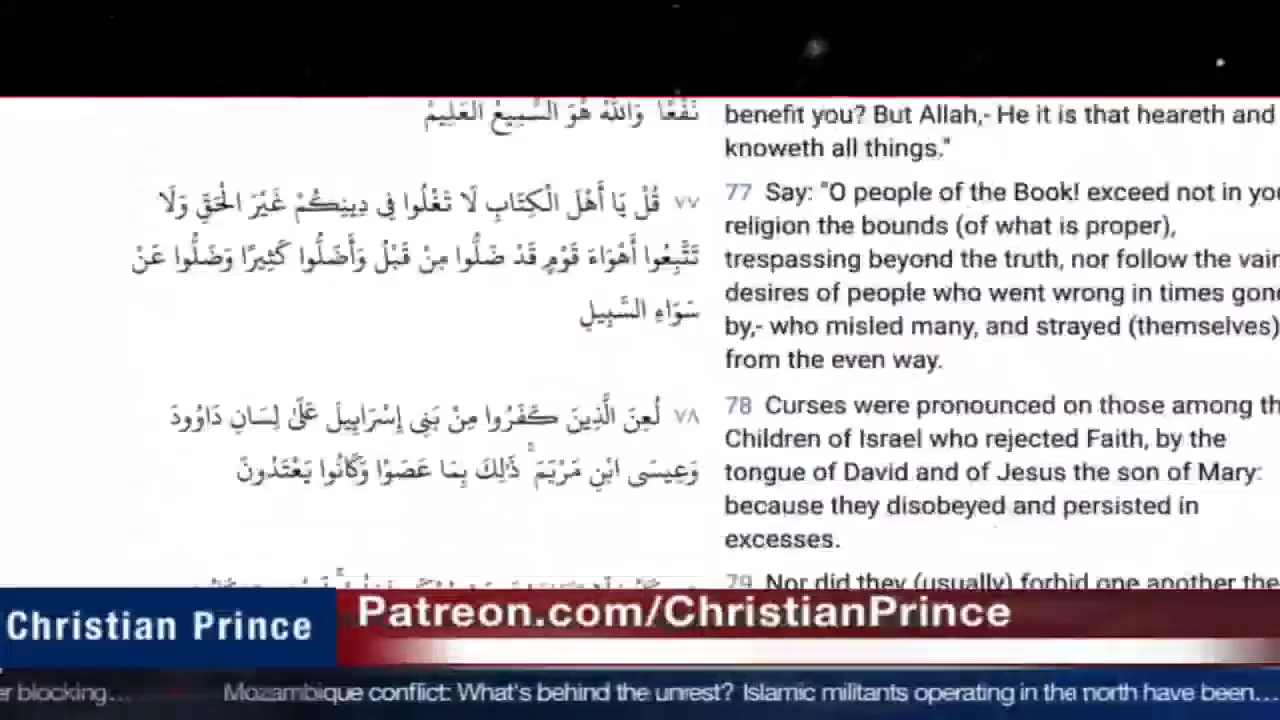 نَفْعًا وَاللَّهُ هُوَ السَّمِيعُ الْعَلِيمُ
٧٧ قُلْ يَا أَهْلَ الْكِتَابِ لَا تَغْلُوا فِي دِينِكُمْ غَيْرَ الْحَقِّ وَلَا
تَتَّبِعُوا أَهْوَاءَ قَوْمٍ قَدْ ضَلُّوا مِنْ قَبْلُ وَأَضَلُّوا كَثِيرًا وَضَلُّوا عَنْ
سَوَاءِ السَّبِيلِ
٧٨ لُعِنَ الَّذِينَ كَفَرُوا مِنْ بَنِي إِسْرَابِيلَ عَلَىٰ لِسَانِ دَاوُودَ
وَعِيسَى ابْنِ مَرْيَمَ ۚ ذَٰلِكَ بِمَا عَصَوْا وَكَانُوا يَعْتَدُونَ
benefit you? But Allah,- He it is that heareth and
knoweth all things."
77 Say: "O people of the Book! exceed not in you
religion the bounds (of what is proper),
trespassing beyond the truth, nor follow the vain
desires of people who went wrong in times gone
by,- who misled many, and strayed (themselves)
from the even way.
78 Curses were pronounced on those among th
Children of Israel who rejected Faith, by the
tongue of David and of Jesus the son of Mary:
because they disobeyed and persisted in
excesses.
79 Nor did they (usually) forbid one another the
Christian Prince
Patreon.com/ChristianPrince
er blocking... Mozambique conflict: What's behind the unrest? Islamic militants operating in the north have been...